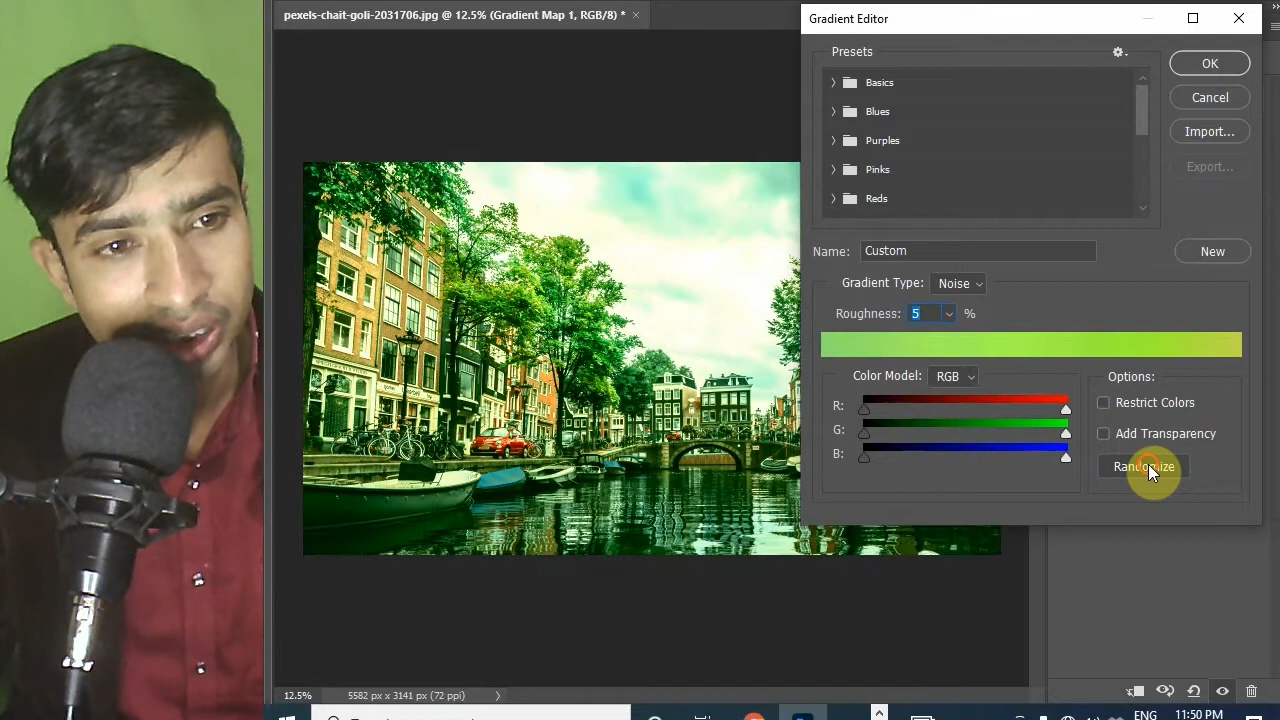 pexels-chait-goli-2031706.jpg @ 12.5% (Gradient Map 1, RGB/8) * ×
Gradient Editor
Presets
OK
Basics
Cancel
Blues
Import...
Purples
Export...
Pinks
Reds
Name: Custom
New
Gradient Type: Noise
Roughness: 5 %
Color Model: RGB
Options:
R:
Restrict Colors
G:
Add Transparency
B:
Randomize
12.5% 5582 px x 3141 px (72 ppi)
ENG 11:50 PM